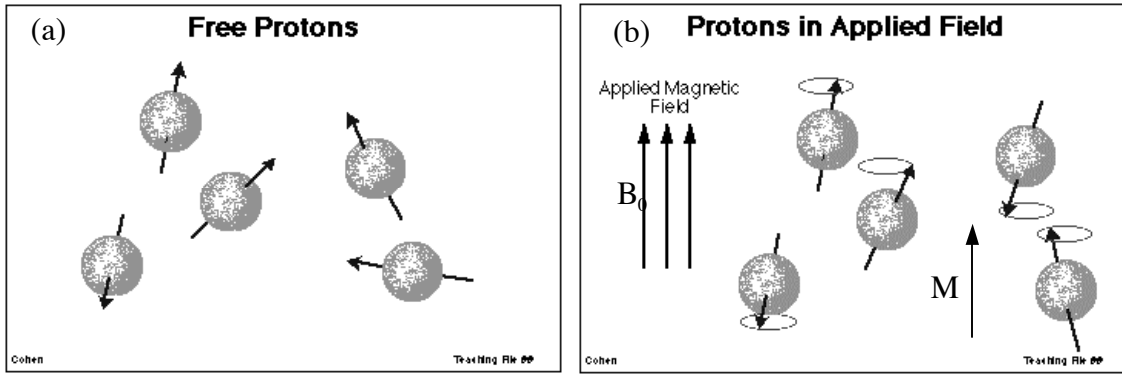 (a)
Free Protons
Cohen
(b)
Protons in Applied Field
Applied Magnetic
Field
B0
M
Cohen